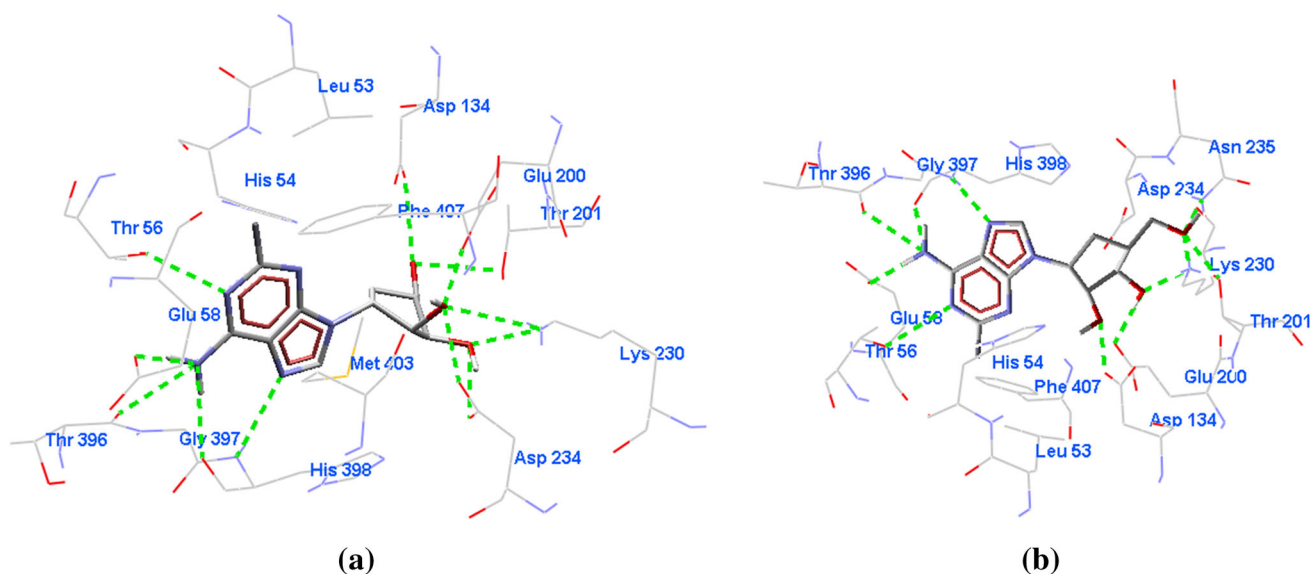 Leu 53
Asp 134
His 54
Glu 200
Phe 407
Thr 201
Thr 56
Glu 58
Met 403
Lys 230
Thr 396
Gly 397
His 398
Asp 234
(a)
Asn 235
Thr 396
Gly 397
His 398
Asp 234
Lys 230
Glu 58
Thr 201
Thr 56
His 54
Glu 200
Phe 407
Asp 134
Leu 53
(b)